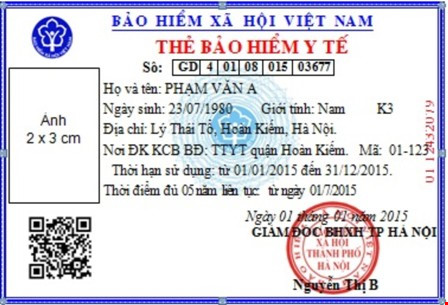 BẢO HIỂM XÃ HỘI VIỆT NAM
THẺ BẢO HIỂM Y TẾ
Số: GD 4 01 08 015 03677
Ảnh
2 x 3 cm
Họ và tên: PHẠM VĂN A
Ngày sinh: 23/07/1980 Giới tính: Nam K3
Địa chỉ: Lý Thái Tổ, Hoàn Kiếm, Hà Nội.
Nơi ĐK KCB BĐ: TTYT quận Hoàn Kiếm. Mã: 01-123
Thời hạn sử dụng: từ 01/01/2015 đến 31/12/2015.
Thời điểm đủ 05 năm liên tục: từ ngày 01/7/2015
01 12432019
Ngày 01 tháng 01 năm 2015
GIÁM ĐỐC BHXH TP HÀ NỘI
XÃ HỘI
THÀNH PHỐ
HÀ NỘI
Nguyễn Thị B